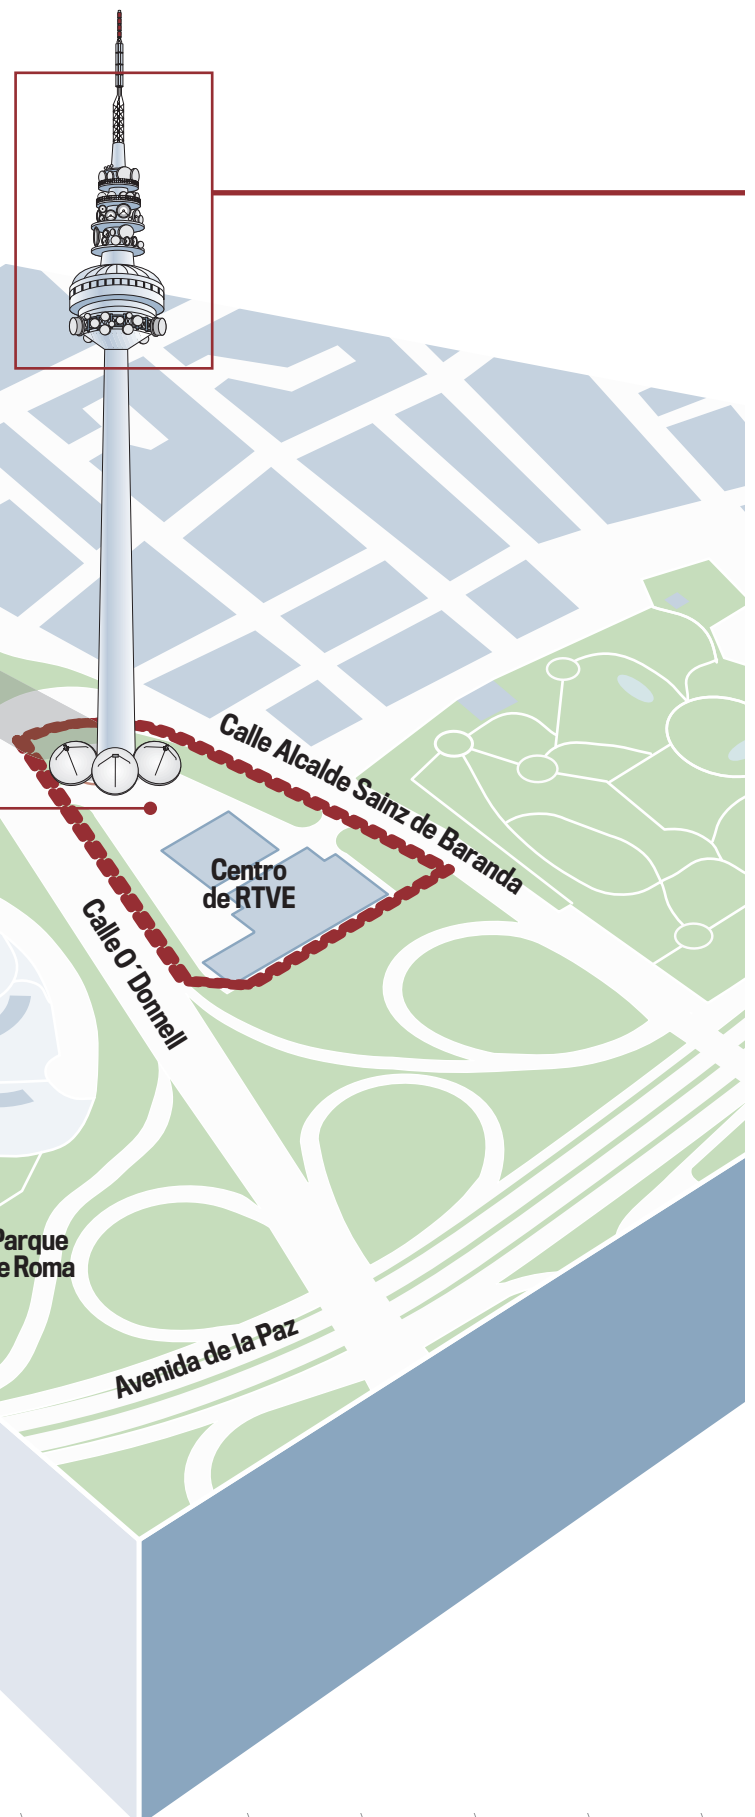 Calle Alcalde Sainz de Baranda
Centro
de RTVE
Calle O´Donnell
Parque
e Roma
Avenida de la Paz